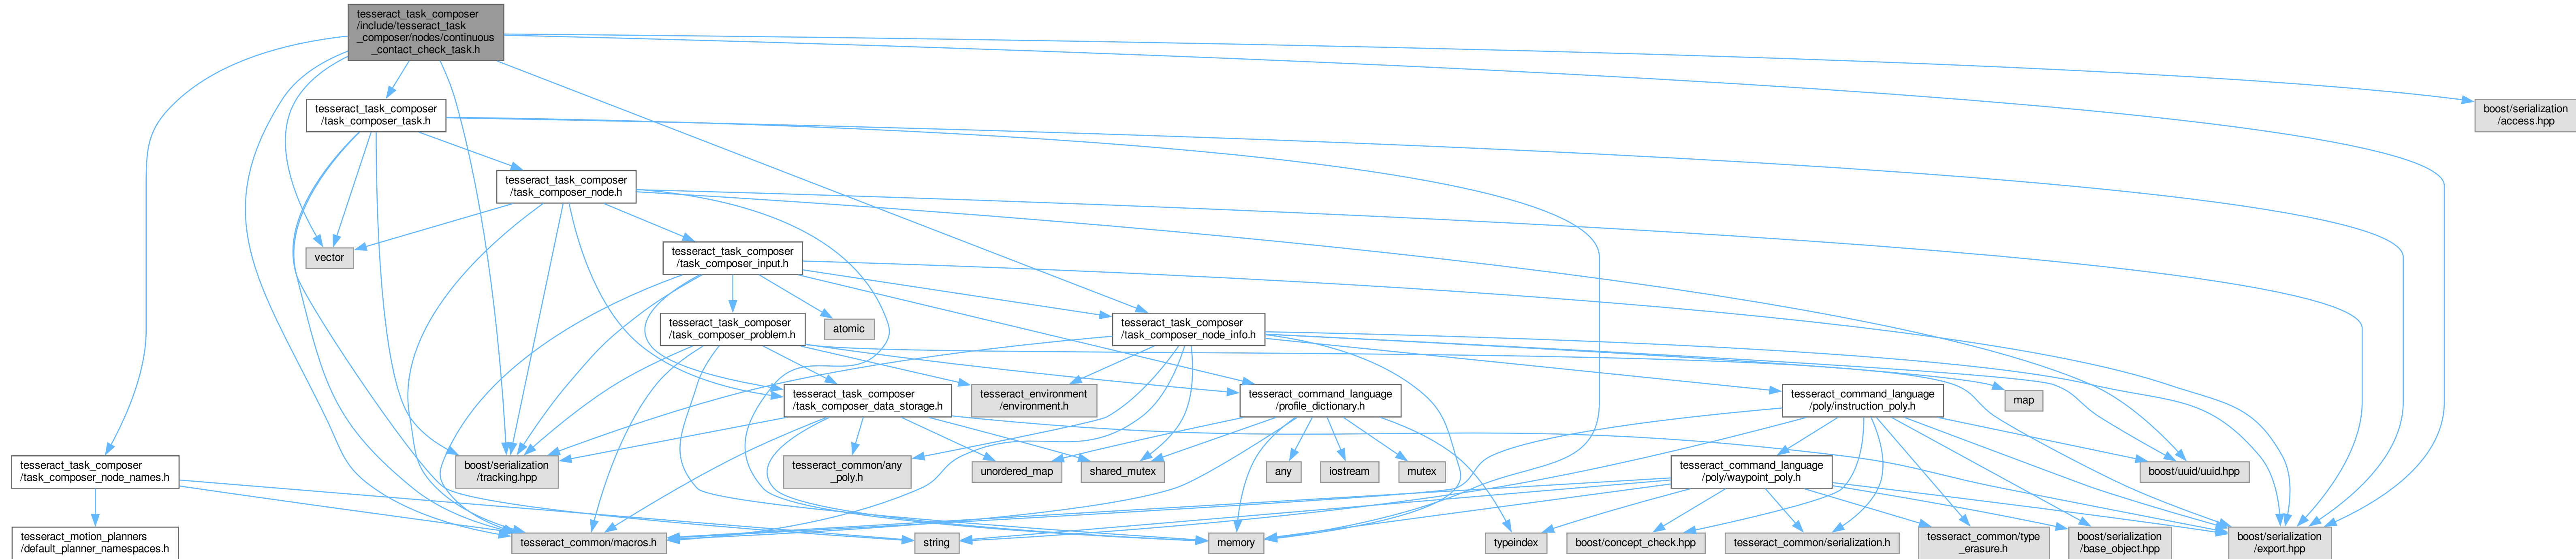 tesseract_task_composer
/include/tesseract_task
_composer/nodes/continuous
_contact_check_task.h
tesseract_task_composer
/task_composer_task.h
boost/serialization
/access.hpp
tesseract_task_composer
/task_composer_node.h
vector
tesseract_task_composer
/task_composer_input.h
tesseract_task_composer
/task_composer_problem.h
atomic
tesseract_task_composer
/task_composer_node_info.h
tesseract_task_composer
/task_composer_data_storage.h
tesseract_environment
/environment.h
tesseract_command_language
/profile_dictionary.h
tesseract_command_language
/poly/instruction_poly.h
map
tesseract_task_composer
/task_composer_node_names.h
boost/serialization
/tracking.hpp
tesseract_common/any
_poly.h
unordered_map
shared_mutex
any
iostream
mutex
tesseract_command_language
/poly/waypoint_poly.h
boost/uuid/uuid.hpp
tesseract_motion_planners
/default_planner_namespaces.h
tesseract_common/macros.h
string
memory
typeindex
boost/concept_check.hpp
tesseract_common/serialization.h
tesseract_common/type
_erasure.h
boost/serialization
/base_object.hpp
boost/serialization
/export.hpp